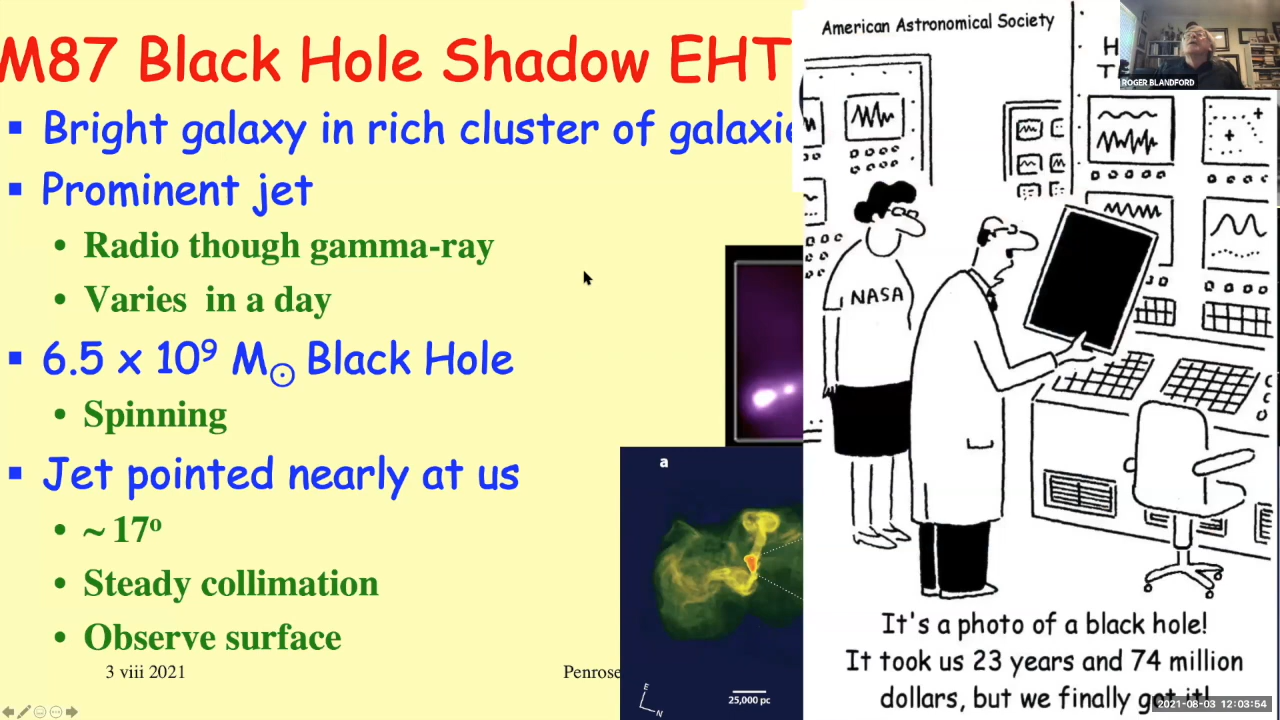 M87 Black Hole Shadow EHT
▪ Bright galaxy in rich cluster of galaxie
▪ Prominent jet
• Radio though gamma-ray
• Varies in a day
▪ 6.5 x 10⁹ M☉ Black Hole
• Spinning
▪ Jet pointed nearly at us
• ~ 17º
• Steady collimation
• Observe surface
3 viii 2021
Penrose
a
E
N
25,000 pc
American Astronomical Society
H
T
ROGER BLANDFORD
NASA
It's a photo of a black hole!
It took us 23 years and 74 million
dollars, but we finally got it!
2021-08-03 12:03:54